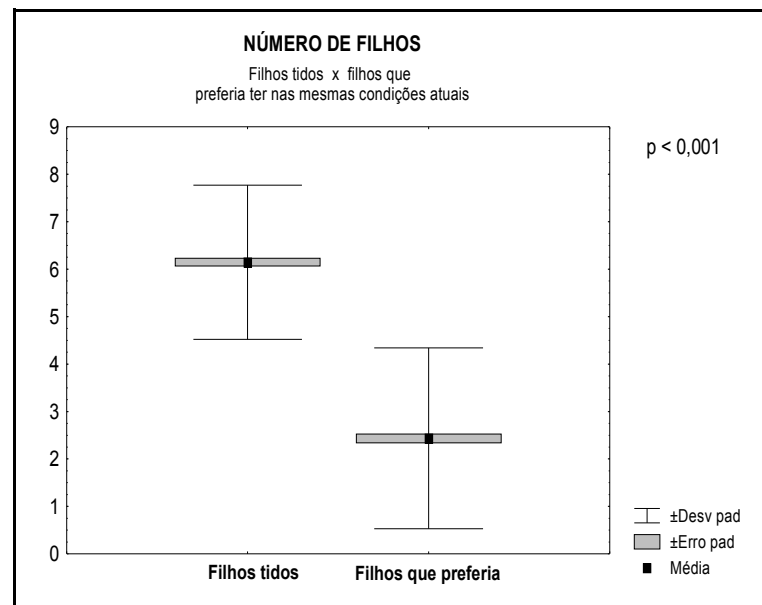 NÚMERO DE FILHOS
Filhos tidos x filhos que
preferia ter nas mesmas condições atuais
9
8
7
6
5
4
3
2
1
0
p < 0,001
Filhos tidos
Filhos que preferia
±Desv pad
±Erro pad
Média